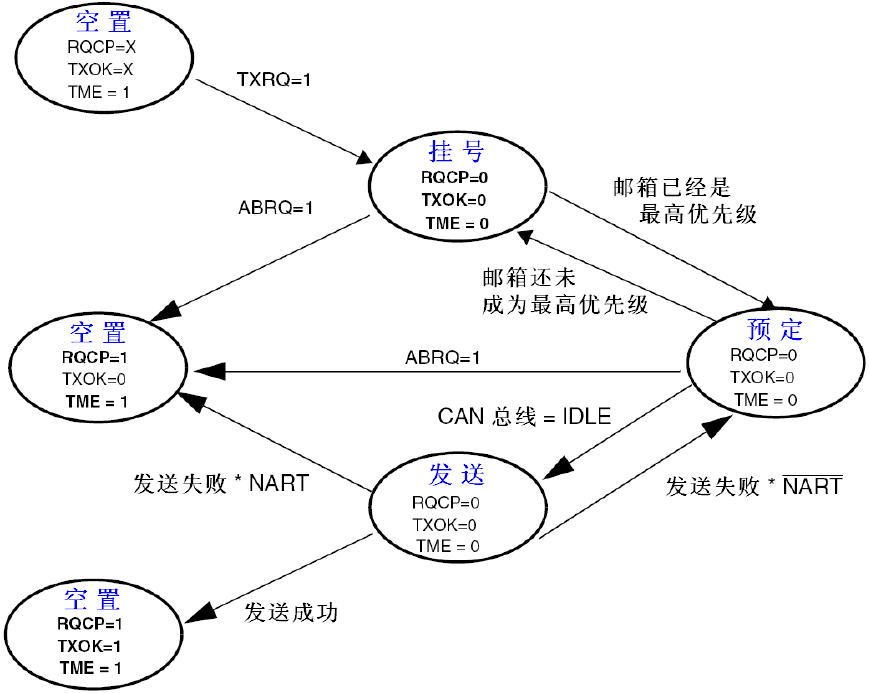 空置
RQCP=X
TXOK=X
TME = 1
TXRQ=1
挂号
RQCP=0
TXOK=0
TME = 0
邮箱已经是
最高优先级
ABRQ=1
邮箱还未
成为最高优先级
空置
RQCP=1
TXOK=0
TME = 1
预定
RQCP=0
TXOK=0
TME = 0
ABRQ=1
CAN 总线 = IDLE
发送
RQCP=0
TXOK=0
TME = 0
发送失败 * NART
发送失败 * N̅A̅R̅T̅
空置
RQCP=1
TXOK=1
TME = 1
发送成功